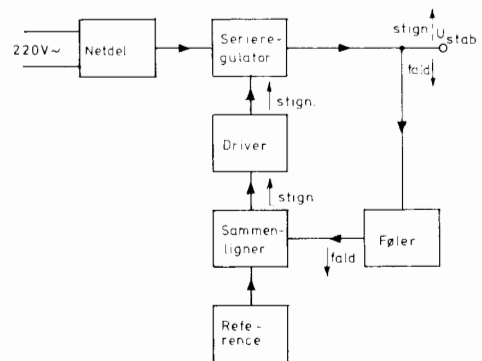 220V~
Netdel
Seriere-
gulator
stign
U stab
fald
stign.
Driver
stign
Sammen-
ligner
Føler
fald
Refe-
rence